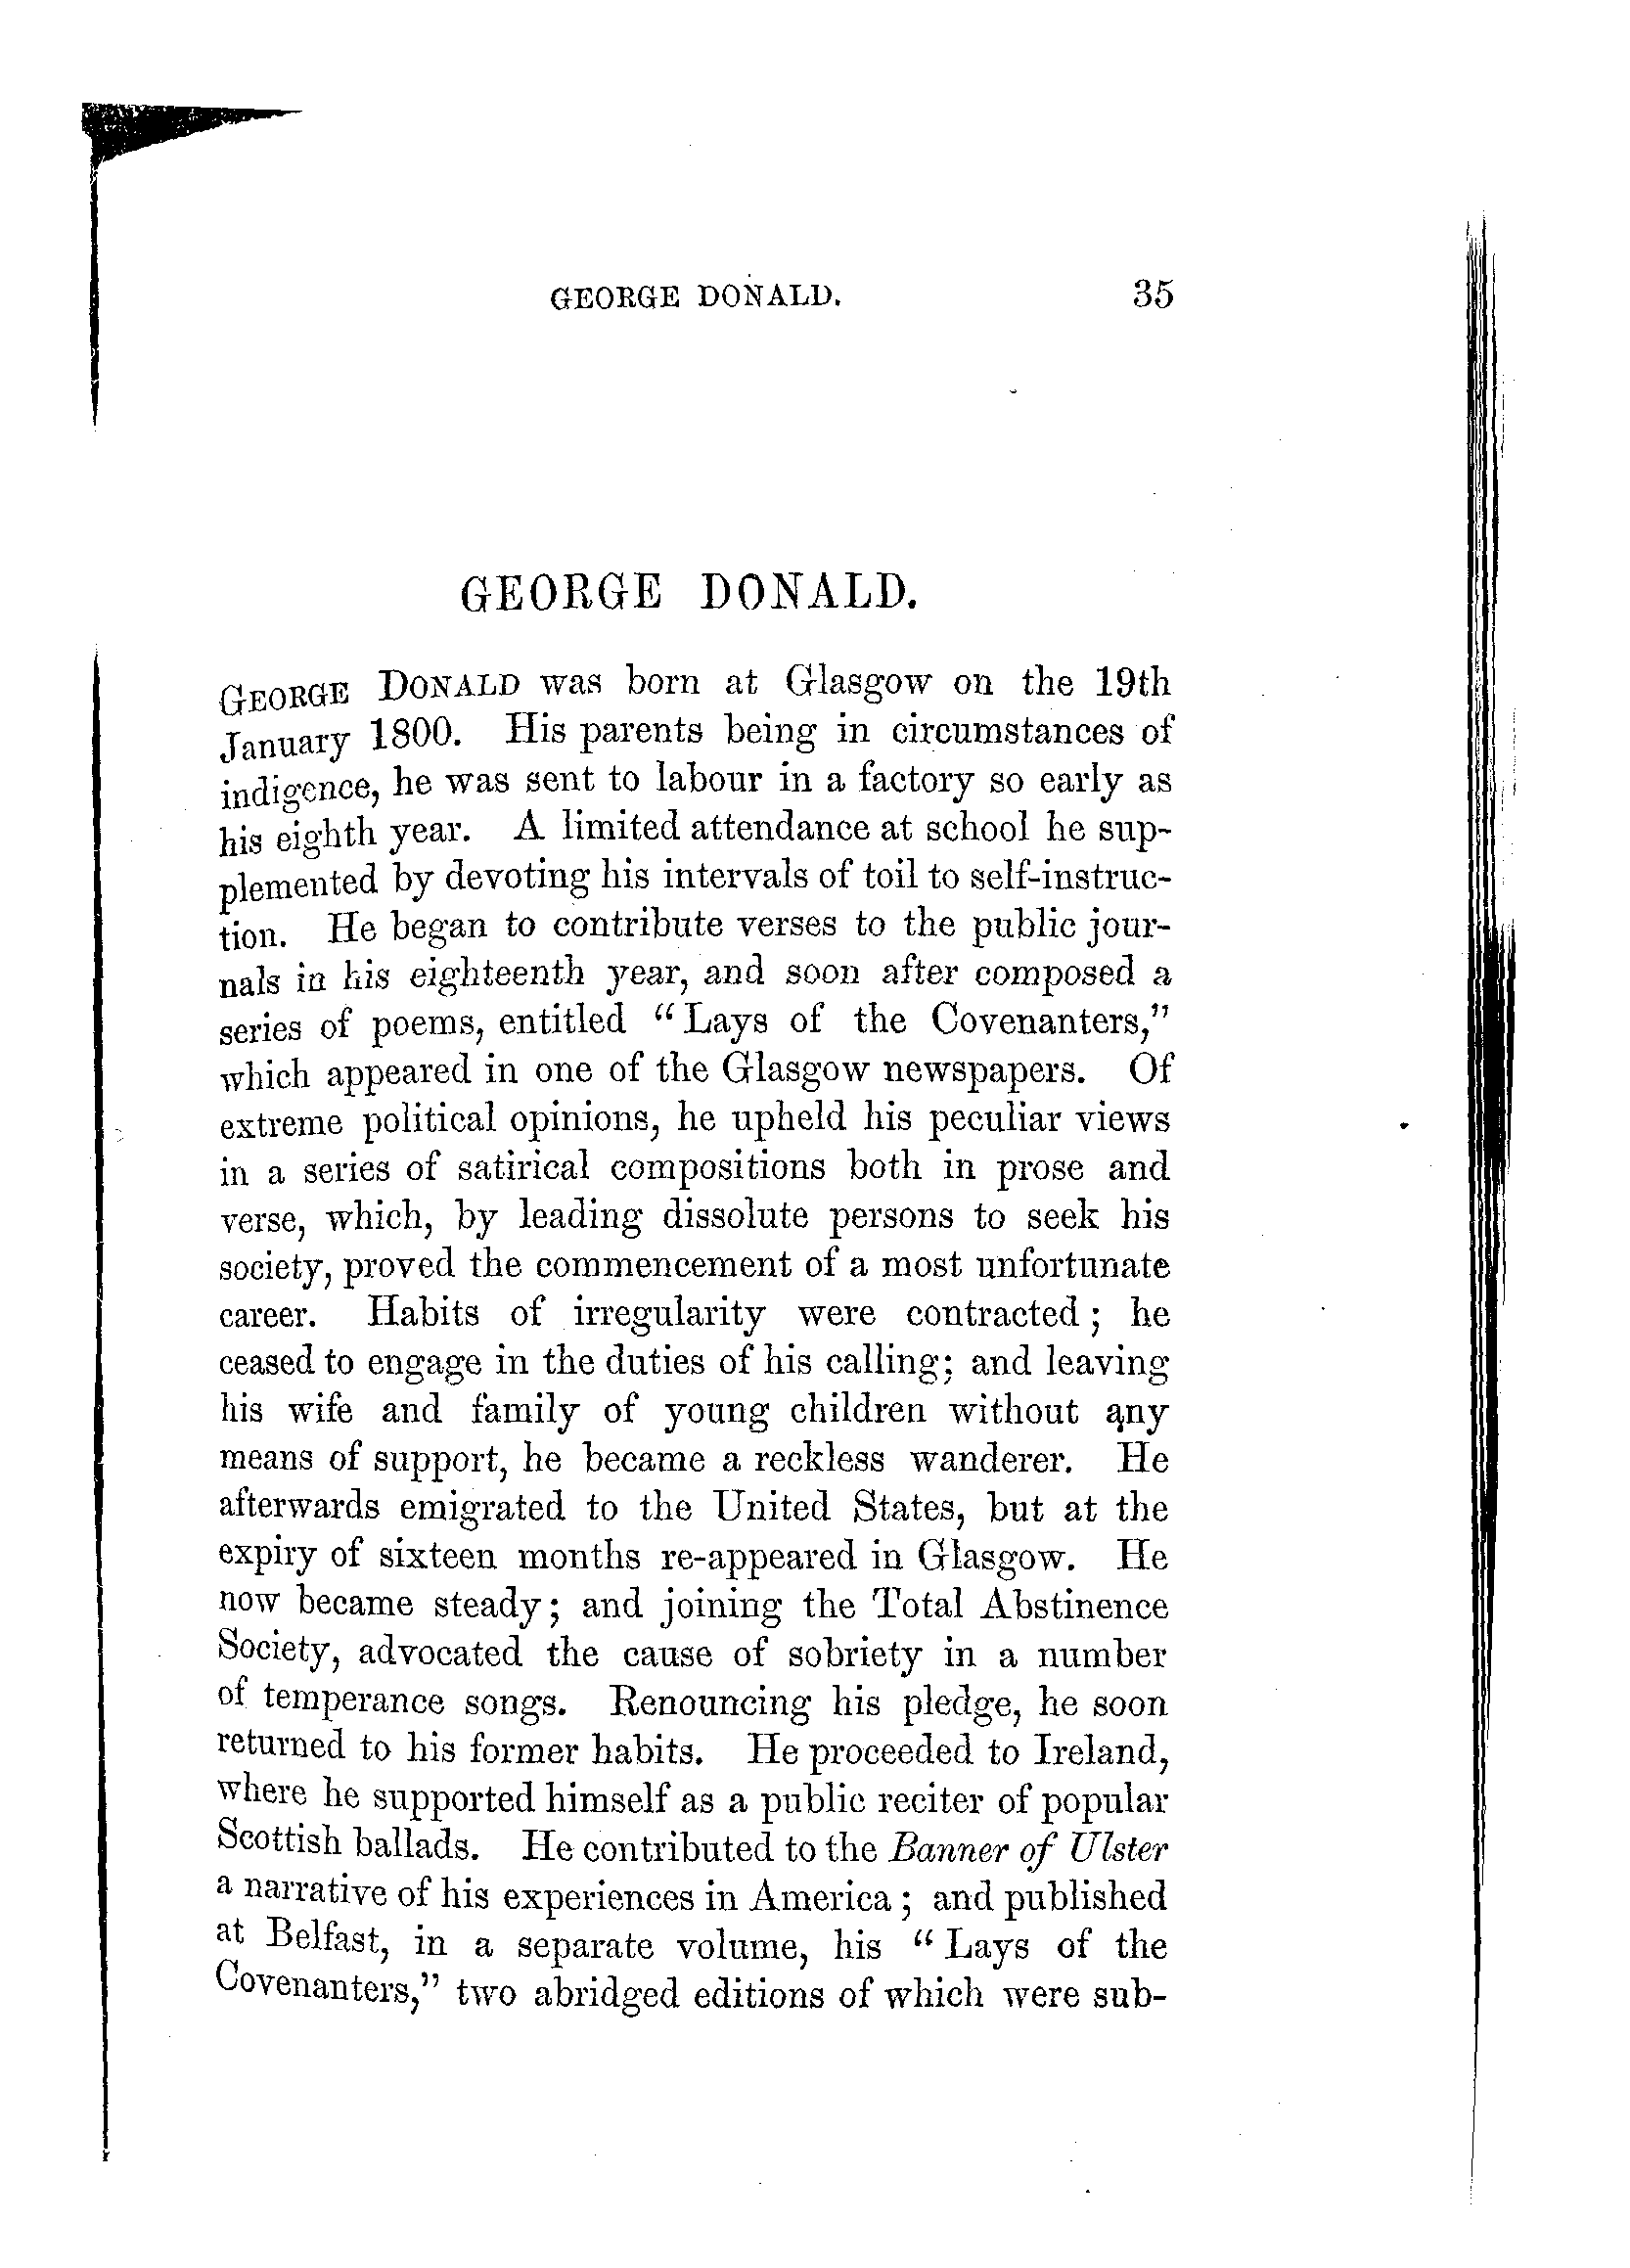 GEORGE DONALD. 35
GEORGE DONALD.
GEORGE DONALD was born at Glasgow on the 19th
January 1800. His parents being in circumstances of
indigence, he was sent to labour in a factory so early as
his eighth year. A limited attendance at school he sup-
plemented by devoting his intervals of toil to self-instruc-
tion. He began to contribute verses to the public jour-
nals in his eighteenth year, and soon after composed a
series of poems, entitled "Lays of the Covenanters,"
which appeared in one of the Glasgow newspapers. Of
extreme political opinions, he upheld his peculiar views
in a series of satirical compositions both in prose and
verse, which, by leading dissolute persons to seek his
society, proved the commencement of a most unfortunate
career. Habits of irregularity were contracted; he
ceased to engage in the duties of his calling; and leaving
his wife and family of young children without any
means of support, he became a reckless wanderer. He
afterwards emigrated to the United States, but at the
expiry of sixteen months re-appeared in Glasgow. He
now became steady; and joining the Total Abstinence
Society, advocated the cause of sobriety in a number
of temperance songs. Renouncing his pledge, he soon
returned to his former habits. He proceeded to Ireland,
where he supported himself as a public reciter of popular
Scottish ballads. He contributed to the Banner of Ulster
a narrative of his experiences in America; and published
at Belfast, in a separate volume, his "Lays of the
Covenanters," two abridged editions of which were sub-